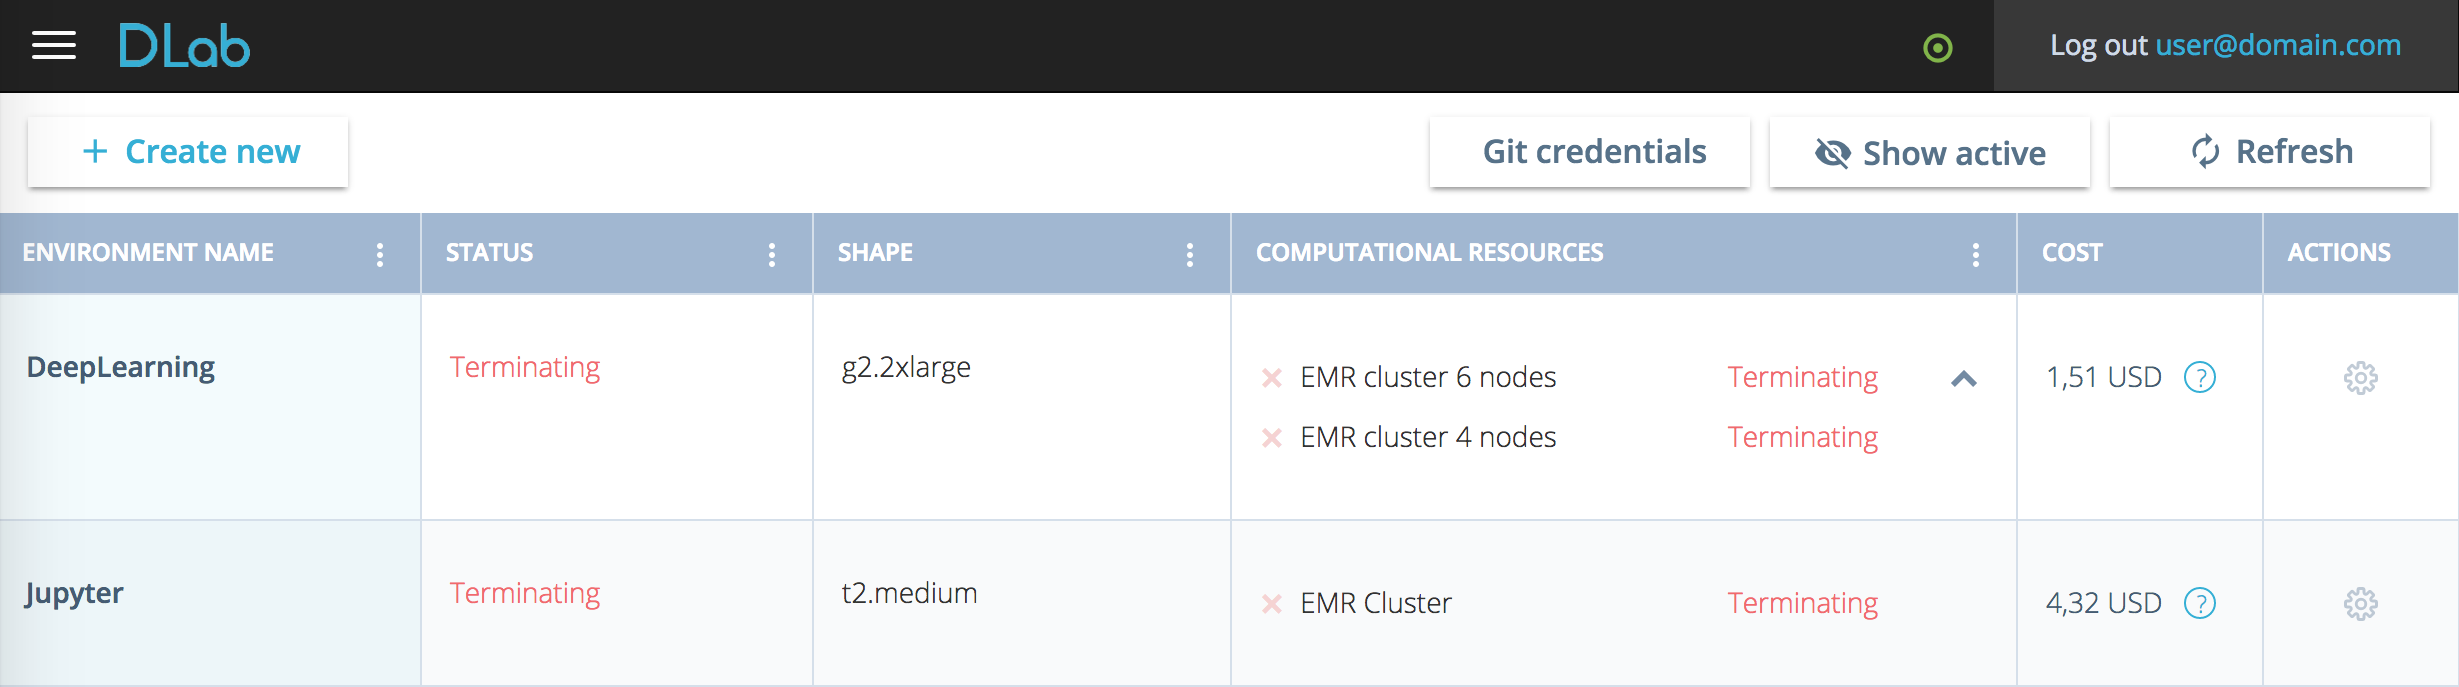 DLab
Log out user@domain.com
+ Create new
Git credentials
Show active
Refresh
ENVIRONMENT NAME STATUS SHAPE COMPUTATIONAL RESOURCES COST ACTIONS
DeepLearning Terminating g2.2xlarge EMR cluster 6 nodes Terminating 1,51 USD ?
EMR cluster 4 nodes Terminating
Jupyter Terminating t2.medium EMR Cluster Terminating 4,32 USD ?